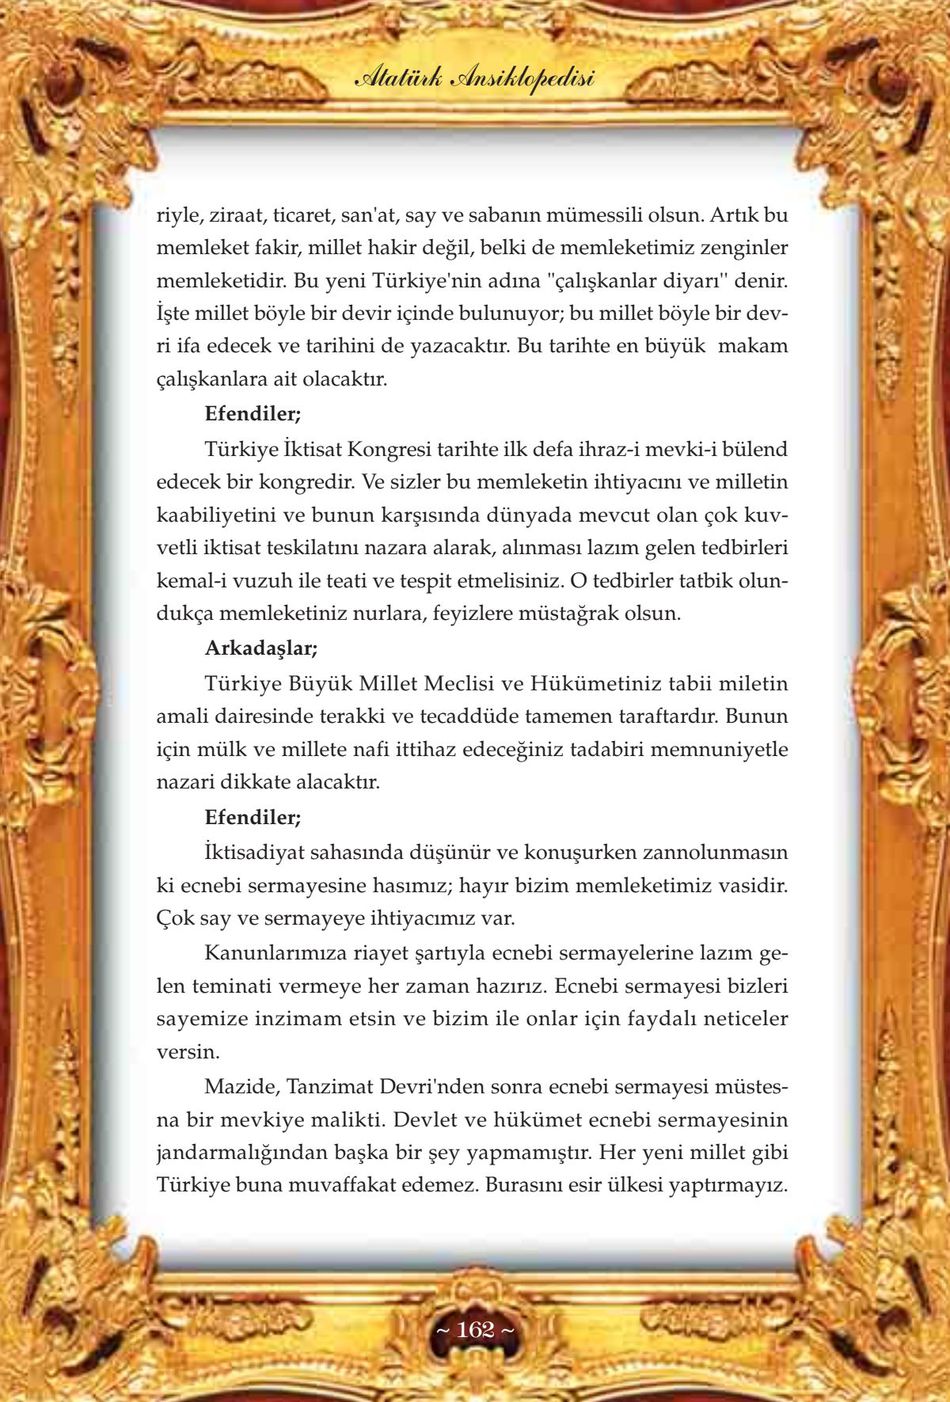 Atatürk Ansiklopedisi
riyle, ziraat, ticaret, san'at, say ve sabanın mümessili olsun. Artık bu
memleket fakir, millet hakir değil, belki de memleketimiz zenginler
memleketidir. Bu yeni Türkiye'nin adına "çalışkanlar diyarı" denir.
İşte millet böyle bir devir içinde bulunuyor; bu millet böyle bir dev-
ri ifa edecek ve tarihini de yazacaktır. Bu tarihte en büyük makam
çalışkanlara ait olacaktır.
Efendiler;
Türkiye İktisat Kongresi tarihte ilk defa ihraz-i mevki-i bülend
edecek bir kongredir. Ve sizler bu memleketin ihtiyacını ve milletin
kaabiliyetini ve bunun karşısında dünyada mevcut olan çok kuv-
vetli iktisat teskilatını nazara alarak, alınması lazım gelen tedbirleri
kemal-i vuzuh ile teati ve tespit etmelisiniz. O tedbirler tatbik olun-
dukça memleketiniz nurlara, feyizlere müstağrak olsun.
Arkadaşlar;
Türkiye Büyük Millet Meclisi ve Hükümetiniz tabii miletin
amali dairesinde terakki ve tecaddüde tamemen taraftardır. Bunun
için mülk ve millete nafi ittihaz edeceğiniz tadabiri memnuniyetle
nazari dikkate alacaktır.
Efendiler;
İktisadiyat sahasında düşünür ve konuşurken zannolunmasın
ki ecnebi sermayesine hasımız; hayır bizim memleketimiz vasidir.
Çok say ve sermayeye ihtiyacımız var.
Kanunlarımıza riayet şartıyla ecnebi sermayelerine lazım ge-
len teminati vermeye her zaman hazırız. Ecnebi sermayesi bizleri
sayemize inzimam etsin ve bizim ile onlar için faydalı neticeler
versin.
Mazide, Tanzimat Devri'nden sonra ecnebi sermayesi müstes-
na bir mevkiye malikti. Devlet ve hükümet ecnebi sermayesinin
jandarmalığından başka bir şey yapmamıştır. Her yeni millet gibi
Türkiye buna muvaffakat edemez. Burasını esir ülkesi yaptırmayız.
~ 162 ~